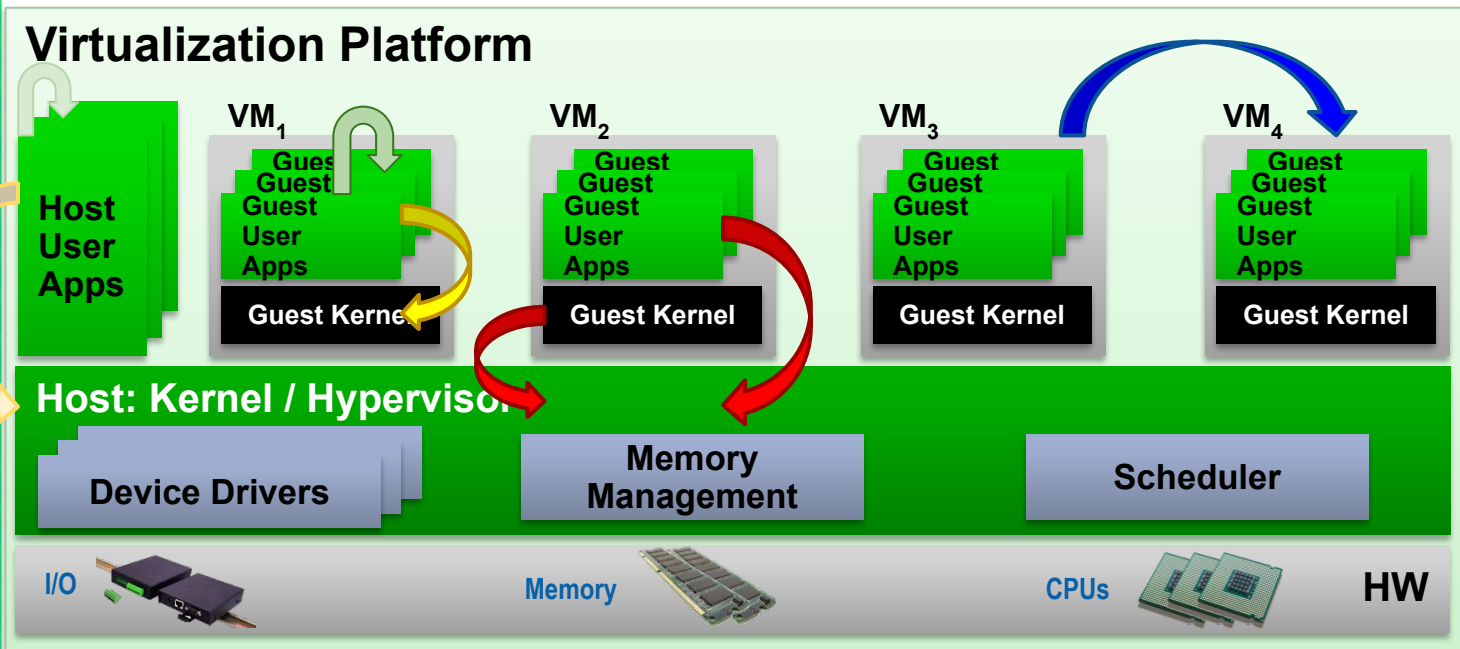 Virtualization Platform
VM1
VM2
VM3
VM4
Host
User
Apps
Guest
Guest
Guest
User
Apps
Guest Kernel
Guest
Guest
Guest
User
Apps
Guest Kernel
Guest
Guest
Guest
User
Apps
Guest Kernel
Guest
Guest
Guest
User
Apps
Guest Kernel
Host: Kernel / Hypervisor
Device Drivers
Memory
Management
Scheduler
I/O
Memory
CPUs
HW